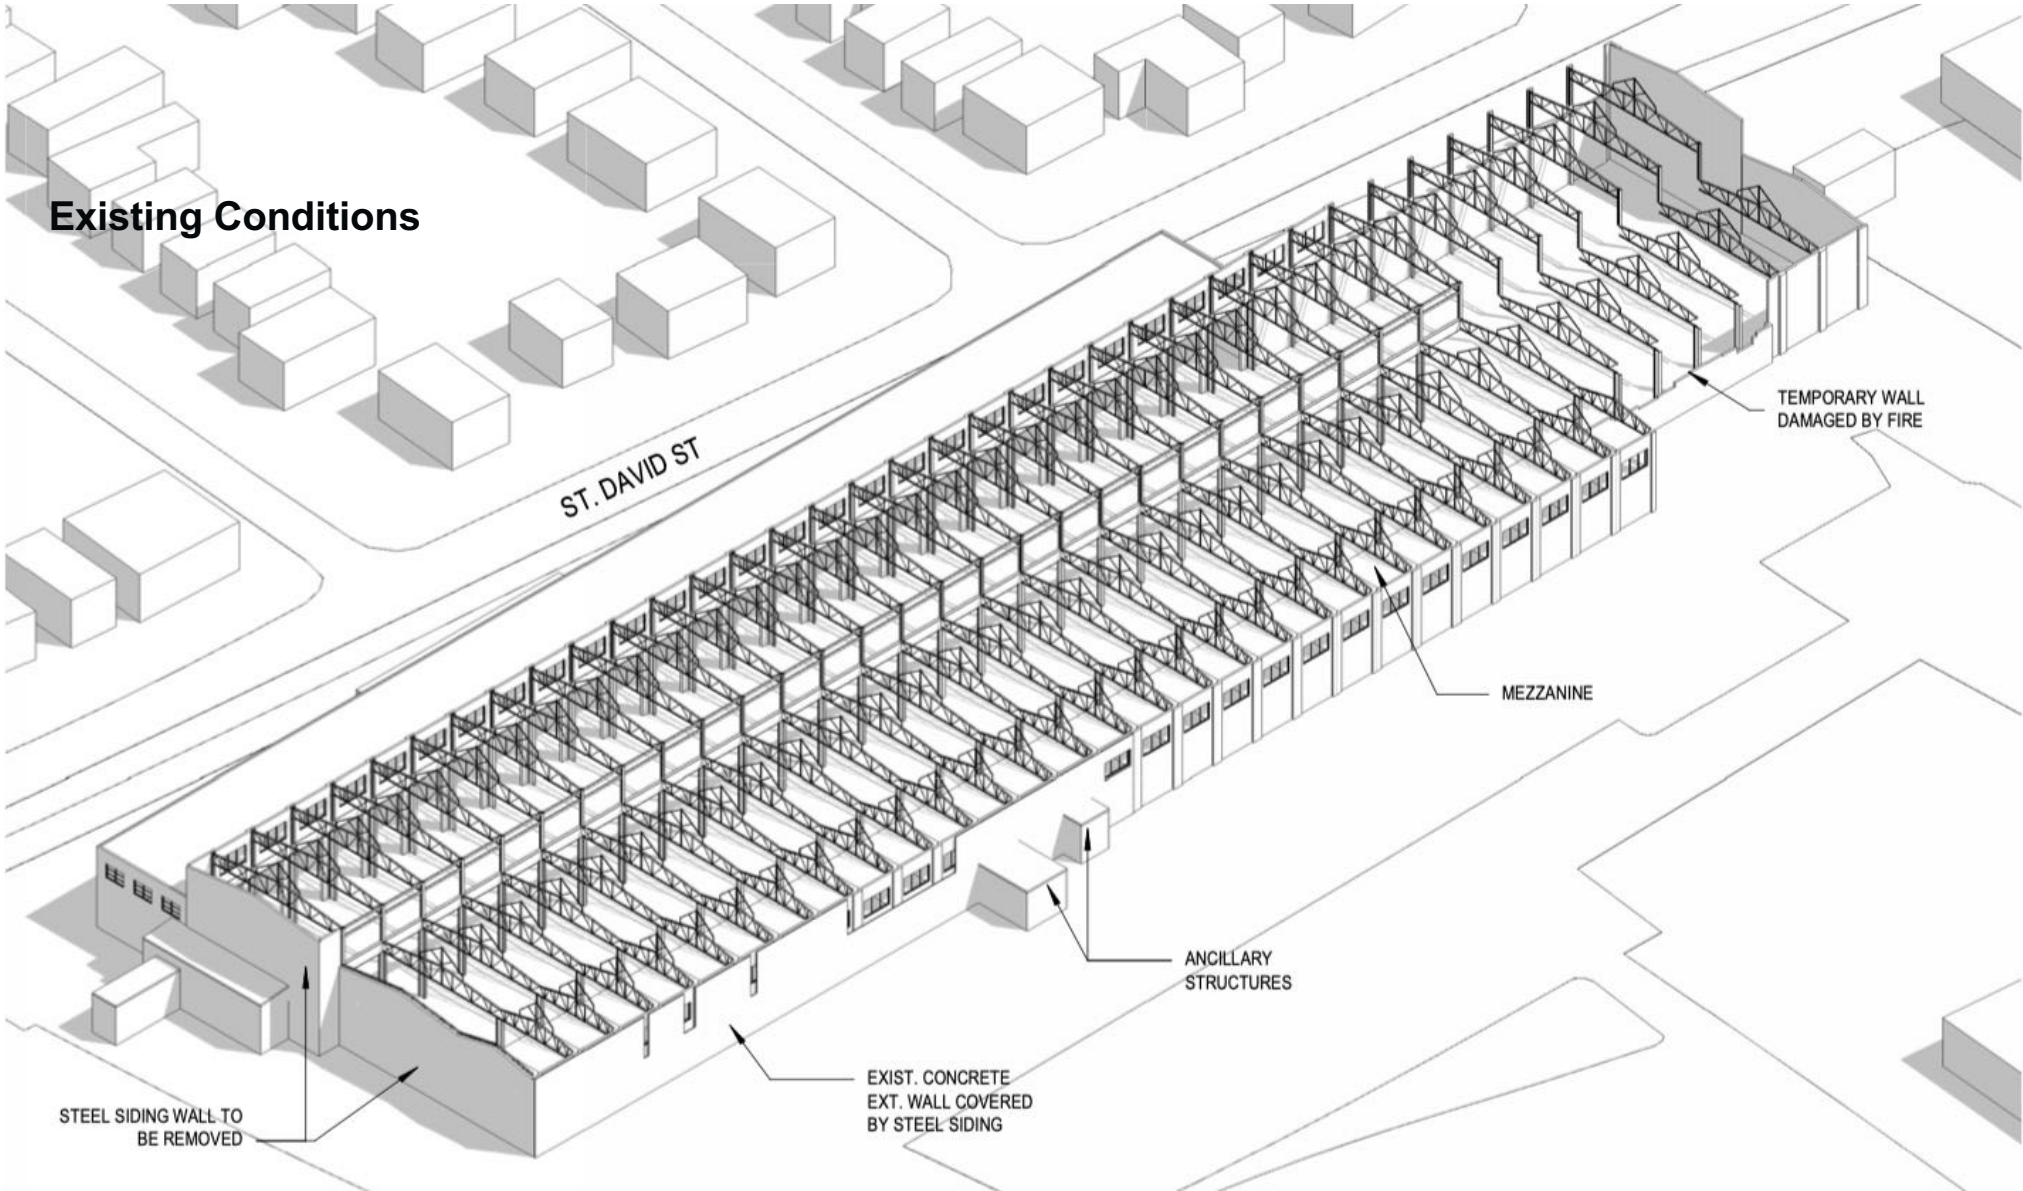 Existing Conditions
ST. DAVID ST
TEMPORARY WALL
DAMAGED BY FIRE
MEZZANINE
ANCILLARY
STRUCTURES
EXIST. CONCRETE
EXT. WALL COVERED
BY STEEL SIDING
STEEL SIDING WALL TO
BE REMOVED